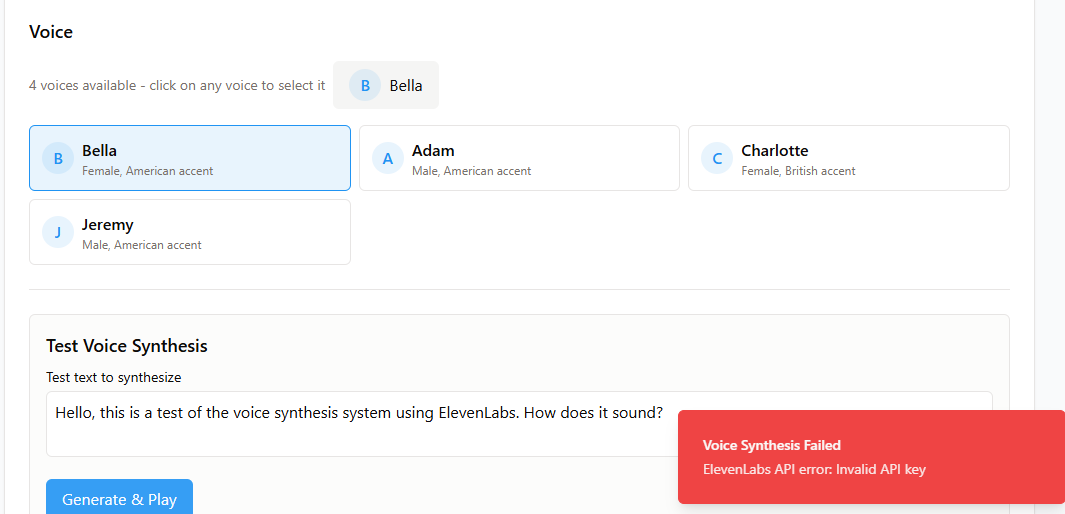 Voice
4 voices available - click on any voice to select it
B Bella
B Bella
Female, American accent
A Adam
Male, American accent
C Charlotte
Female, British accent
J Jeremy
Male, American accent
Test Voice Synthesis
Test text to synthesize
Hello, this is a test of the voice synthesis system using ElevenLabs. How does it sound?
Generate & Play
Voice Synthesis Failed
ElevenLabs API error: Invalid API key